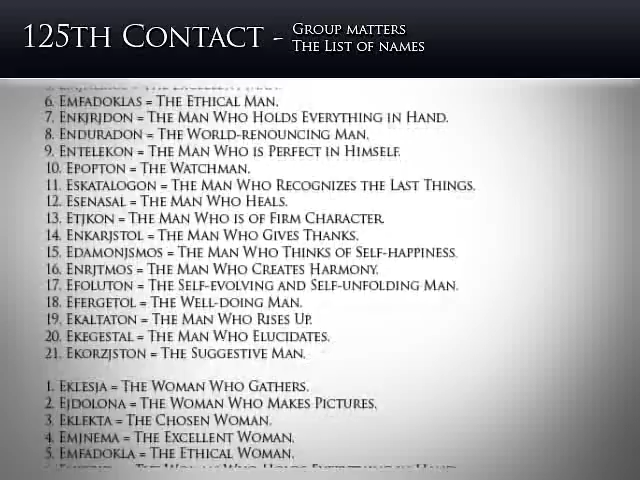 125th Contact - Group matters
The List of names
6. Emfadoklas = The Ethical Man.
7. Enkjrjdon = The Man Who Holds Everything in Hand.
8. Enduradon = The World-renouncing Man.
9. Entelekon = The Man Who is Perfect in Himself.
10. Epopton = The Watchman.
11. Eskatalogon = The Man Who Recognizes the Last Things.
12. Esenasal = The Man Who Heals.
13. Etjkon = The Man Who is of Firm Character.
14. Enkarjstol = The Man Who Gives Thanks.
15. Edamonjsmos = The Man Who Thinks of Self-happiness.
16. Enrjtmos = The Man Who Creates Harmony.
17. Efoluton = The Self-evolving and Self-unfolding Man.
18. Efergetol = The Well-doing Man.
19. Ekaltaton = The Man Who Rises Up.
20. Ekegestal = The Man Who Elucidates.
21. Ekorzjston = The Suggestive Man.
1. Eklesja = The Woman Who Gathers.
2. Ejdolona = The Woman Who Makes Pictures.
3. Eklekta = The Chosen Woman.
4. Emjnema = The Excellent Woman.
5. Emfadokla = The Ethical Woman.